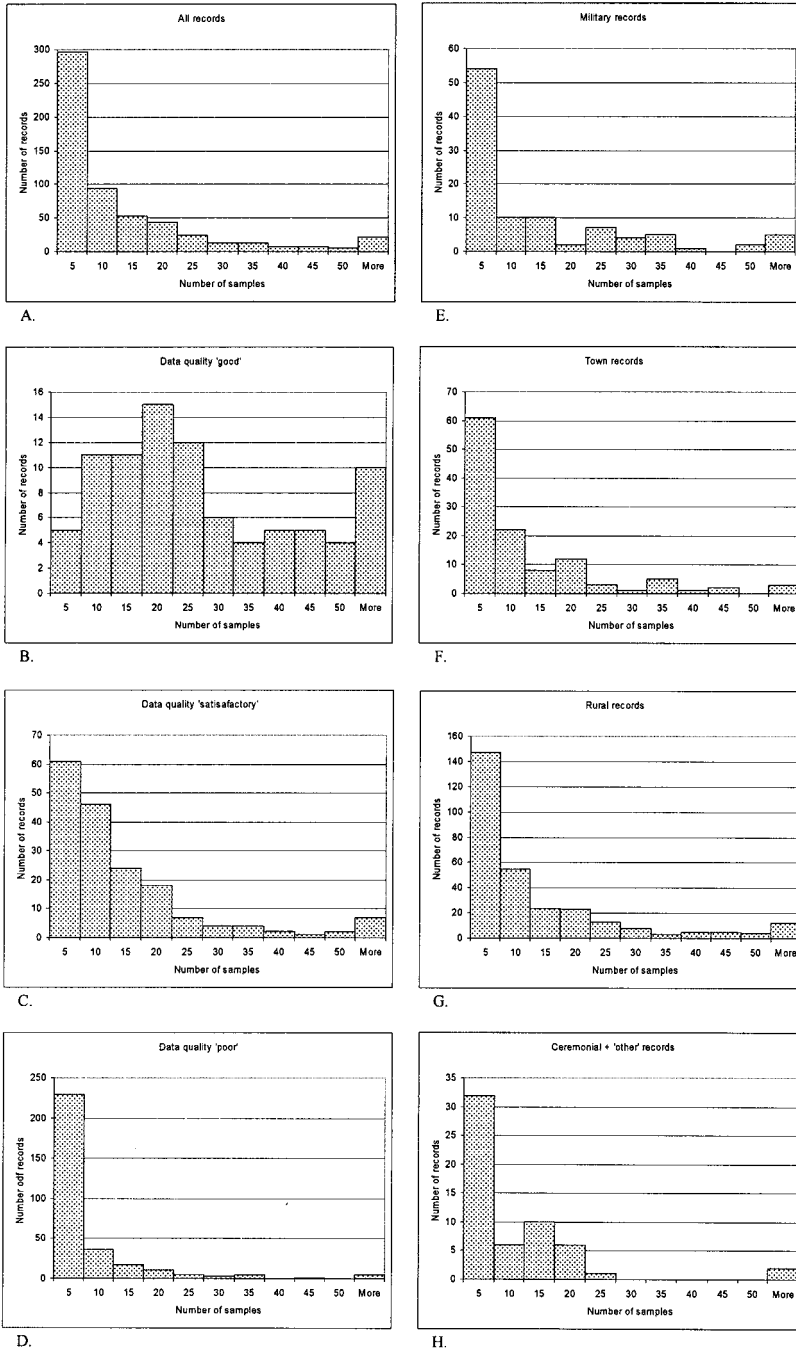 All records
Number of records
300
250
200
150
100
50
0
5 10 15 20 25 30 35 40 45 50 More
Number of samples
A.
Military records
Number of records
60
50
40
30
20
10
0
5 10 15 20 25 30 35 40 45 50 More
Number of samples
E.
Data quality 'good'
Number of records
16
14
12
10
8
6
4
2
0
5 10 15 20 25 30 35 40 45 50 More
Number of samples
B.
Town records
Number of records
70
60
50
40
30
20
10
0
5 10 15 20 25 30 35 40 45 50 More
Number of samples
F.
Data quality 'satisafactory'
Number of records
70
60
50
40
30
20
10
0
5 10 15 20 25 30 35 40 45 50 More
Number of samples
C.
Rural records
Number of records
160
140
120
100
80
60
40
20
0
5 10 15 20 25 30 35 40 45 50 More
Number of samples
G.
Data quality 'poor'
Number odf records
250
200
150
100
50
0
5 10 15 20 25 30 35 40 45 50 More
Number of samples
D.
Ceremonial + 'other' records
Number of records
35
30
25
20
15
10
5
0
5 10 15 20 25 30 35 40 45 50 More
Number of samples
H.